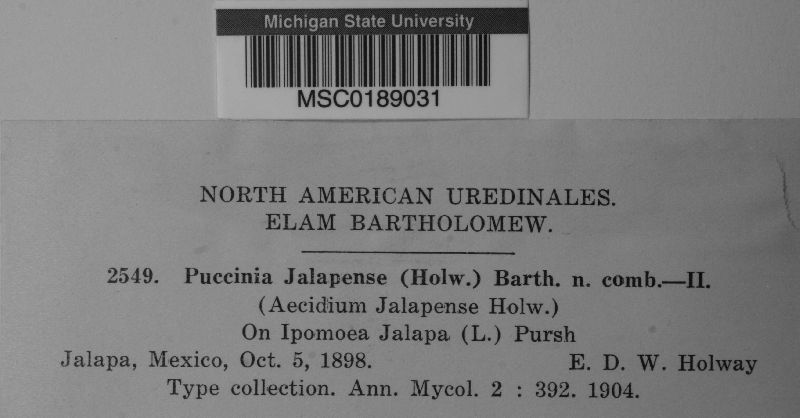 Michigan State University
MSC0189031
NORTH AMERICAN UREDINALES.
ELAM BARTHOLOMEW.
2549. Puccinia Jalapense (Holw.) Barth. n. comb.—II.
(Aecidium Jalapense Holw.)
On Ipomoea Jalapa (L.) Pursh
Jalapa, Mexico, Oct. 5, 1898. E. D. W. Holway
Type collection. Ann. Mycol. 2 : 392. 1904.